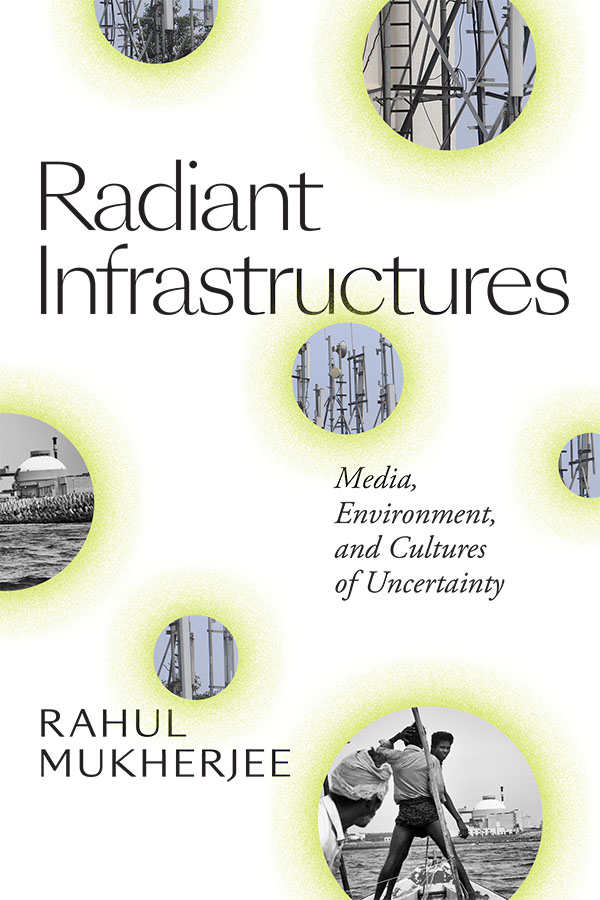 Radiant
Infrastructures
Media,
Environment,
and Cultures
of Uncertainty
RAHUL
MUKHERJEE